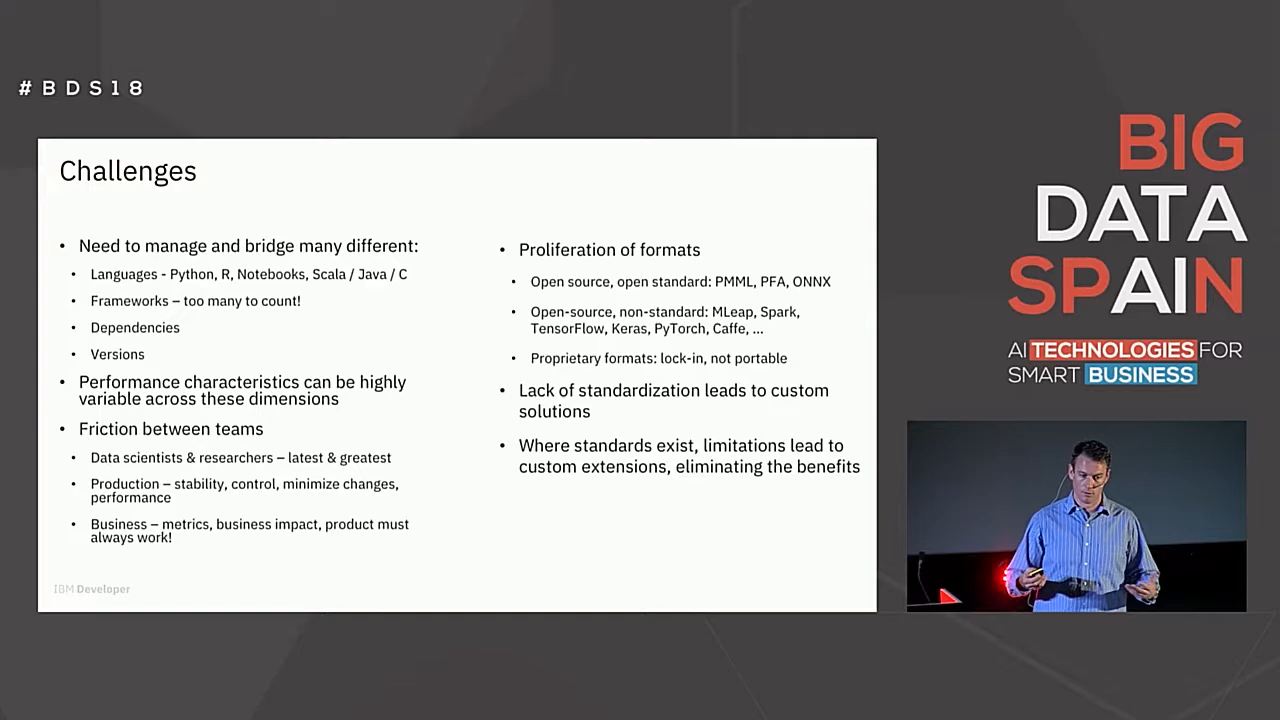 #BDS18
Challenges
• Need to manage and bridge many different:
• Languages - Python, R, Notebooks, Scala / Java / C
• Frameworks – too many to count!
• Dependencies
• Versions
• Performance characteristics can be highly
variable across these dimensions
• Friction between teams
• Data scientists & researchers – latest & greatest
• Production – stability, control, minimize changes,
performance
• Business – metrics, business impact, product must
always work!
• Proliferation of formats
• Open source, open standard: PMML, PFA, ONNX
• Open-source, non-standard: MLeap, Spark,
TensorFlow, Keras, PyTorch, Caffe, ...
• Proprietary formats: lock-in, not portable
• Lack of standardization leads to custom
solutions
• Where standards exist, limitations lead to
custom extensions, eliminating the benefits
IBM Developer
BIG
DATA
SPAIN
AI TECHNOLOGIES FOR
SMART BUSINESS